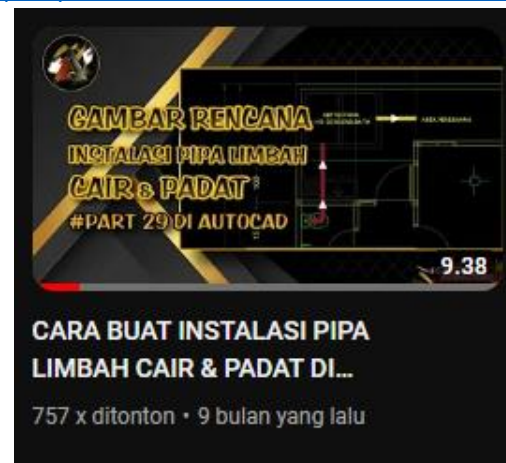 GAMBAR RENCANA
INSTALASI PIPA LIMBAH
CAIR & PADAT
#PART 29 DI AUTOCAD
9.38
CARA BUAT INSTALASI PIPA
LIMBAH CAIR & PADAT DI...
757 x ditonton • 9 bulan yang lalu